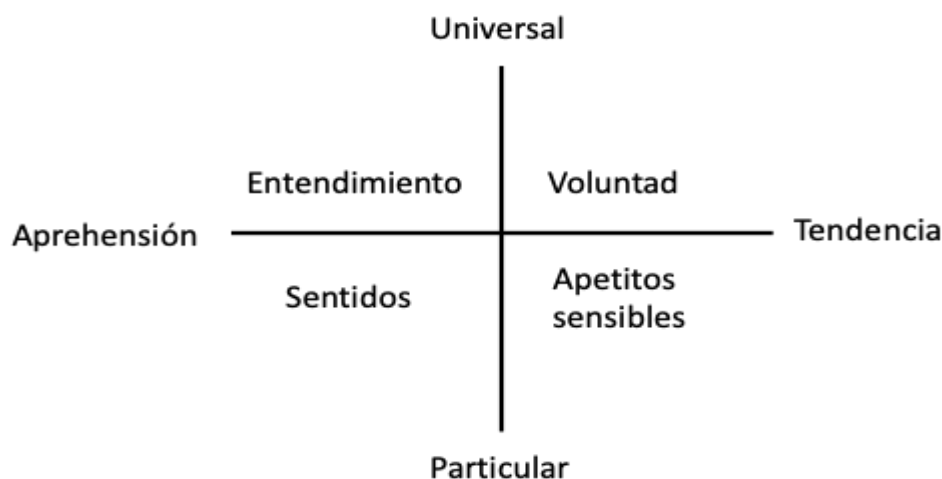 Universal
Entendimiento
Voluntad
Aprehensión
Tendencia
Sentidos
Apetitos
sensibles
Particular